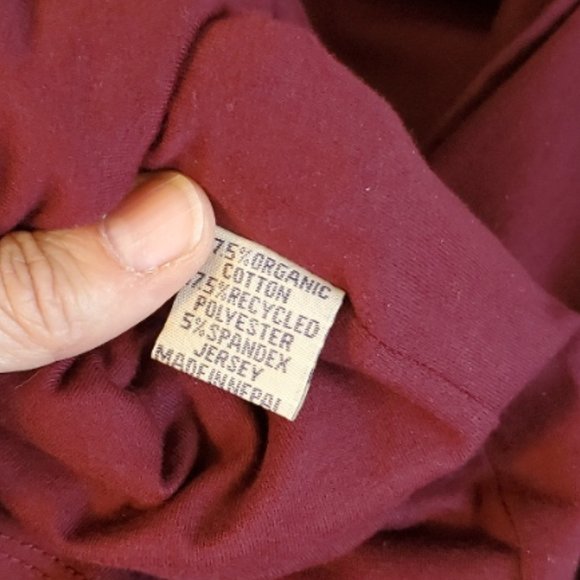 7.5%ORGANIC
COTTON
7.5%RECYCLED
POLYESTER
5%SPANDEX
JERSEY
MADEINNEPAL